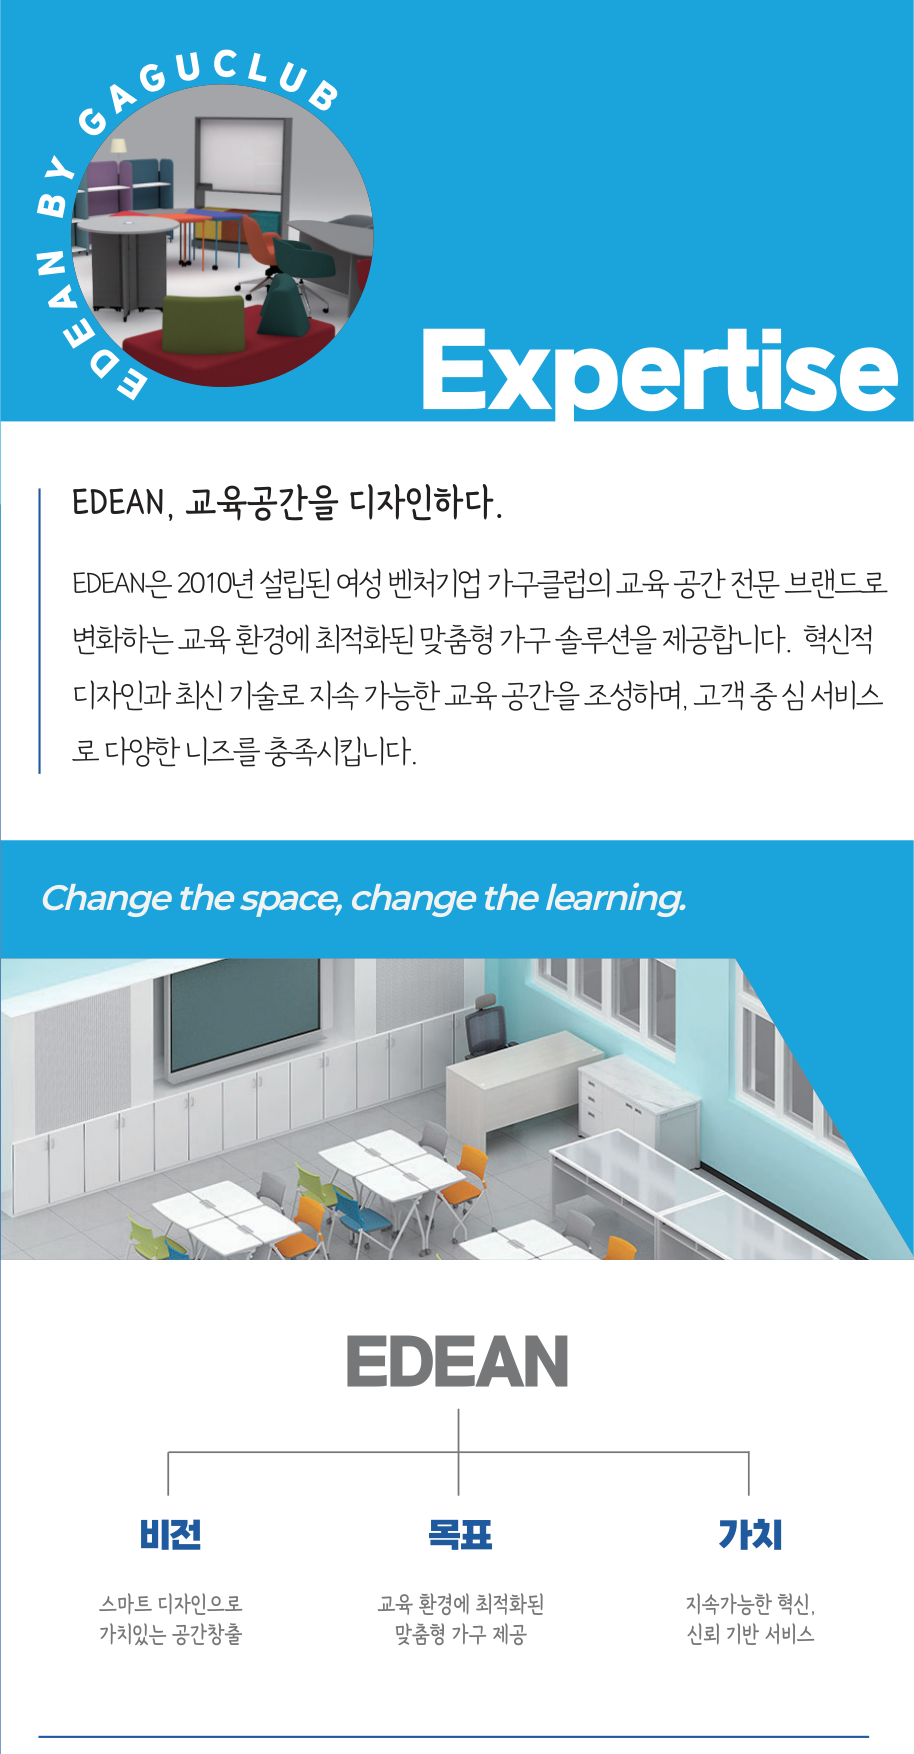 EDEAN BY GAGUCLUB
Expertise
EDEAN, 교육공간을 디자인하다.
EDEAN은 2010년 설립된 여성 벤처기업 가구클럽의 교육 공간 전문 브랜드로
변화하는 교육 환경에 최적화된 맞춤형 가구 솔루션을 제공합니다. 혁신적
디자인과 최신 기술로 지속 가능한 교육 공간을 조성하며, 고객 중 심 서비스
로 다양한 니즈를 충족시킵니다.
Change the space, change the learning.
EDEAN
비전
목표
가치
스마트 디자인으로
가치있는 공간창출
교육 환경에 최적화된
맞춤형 가구 제공
지속가능한 혁신,
신뢰 기반 서비스